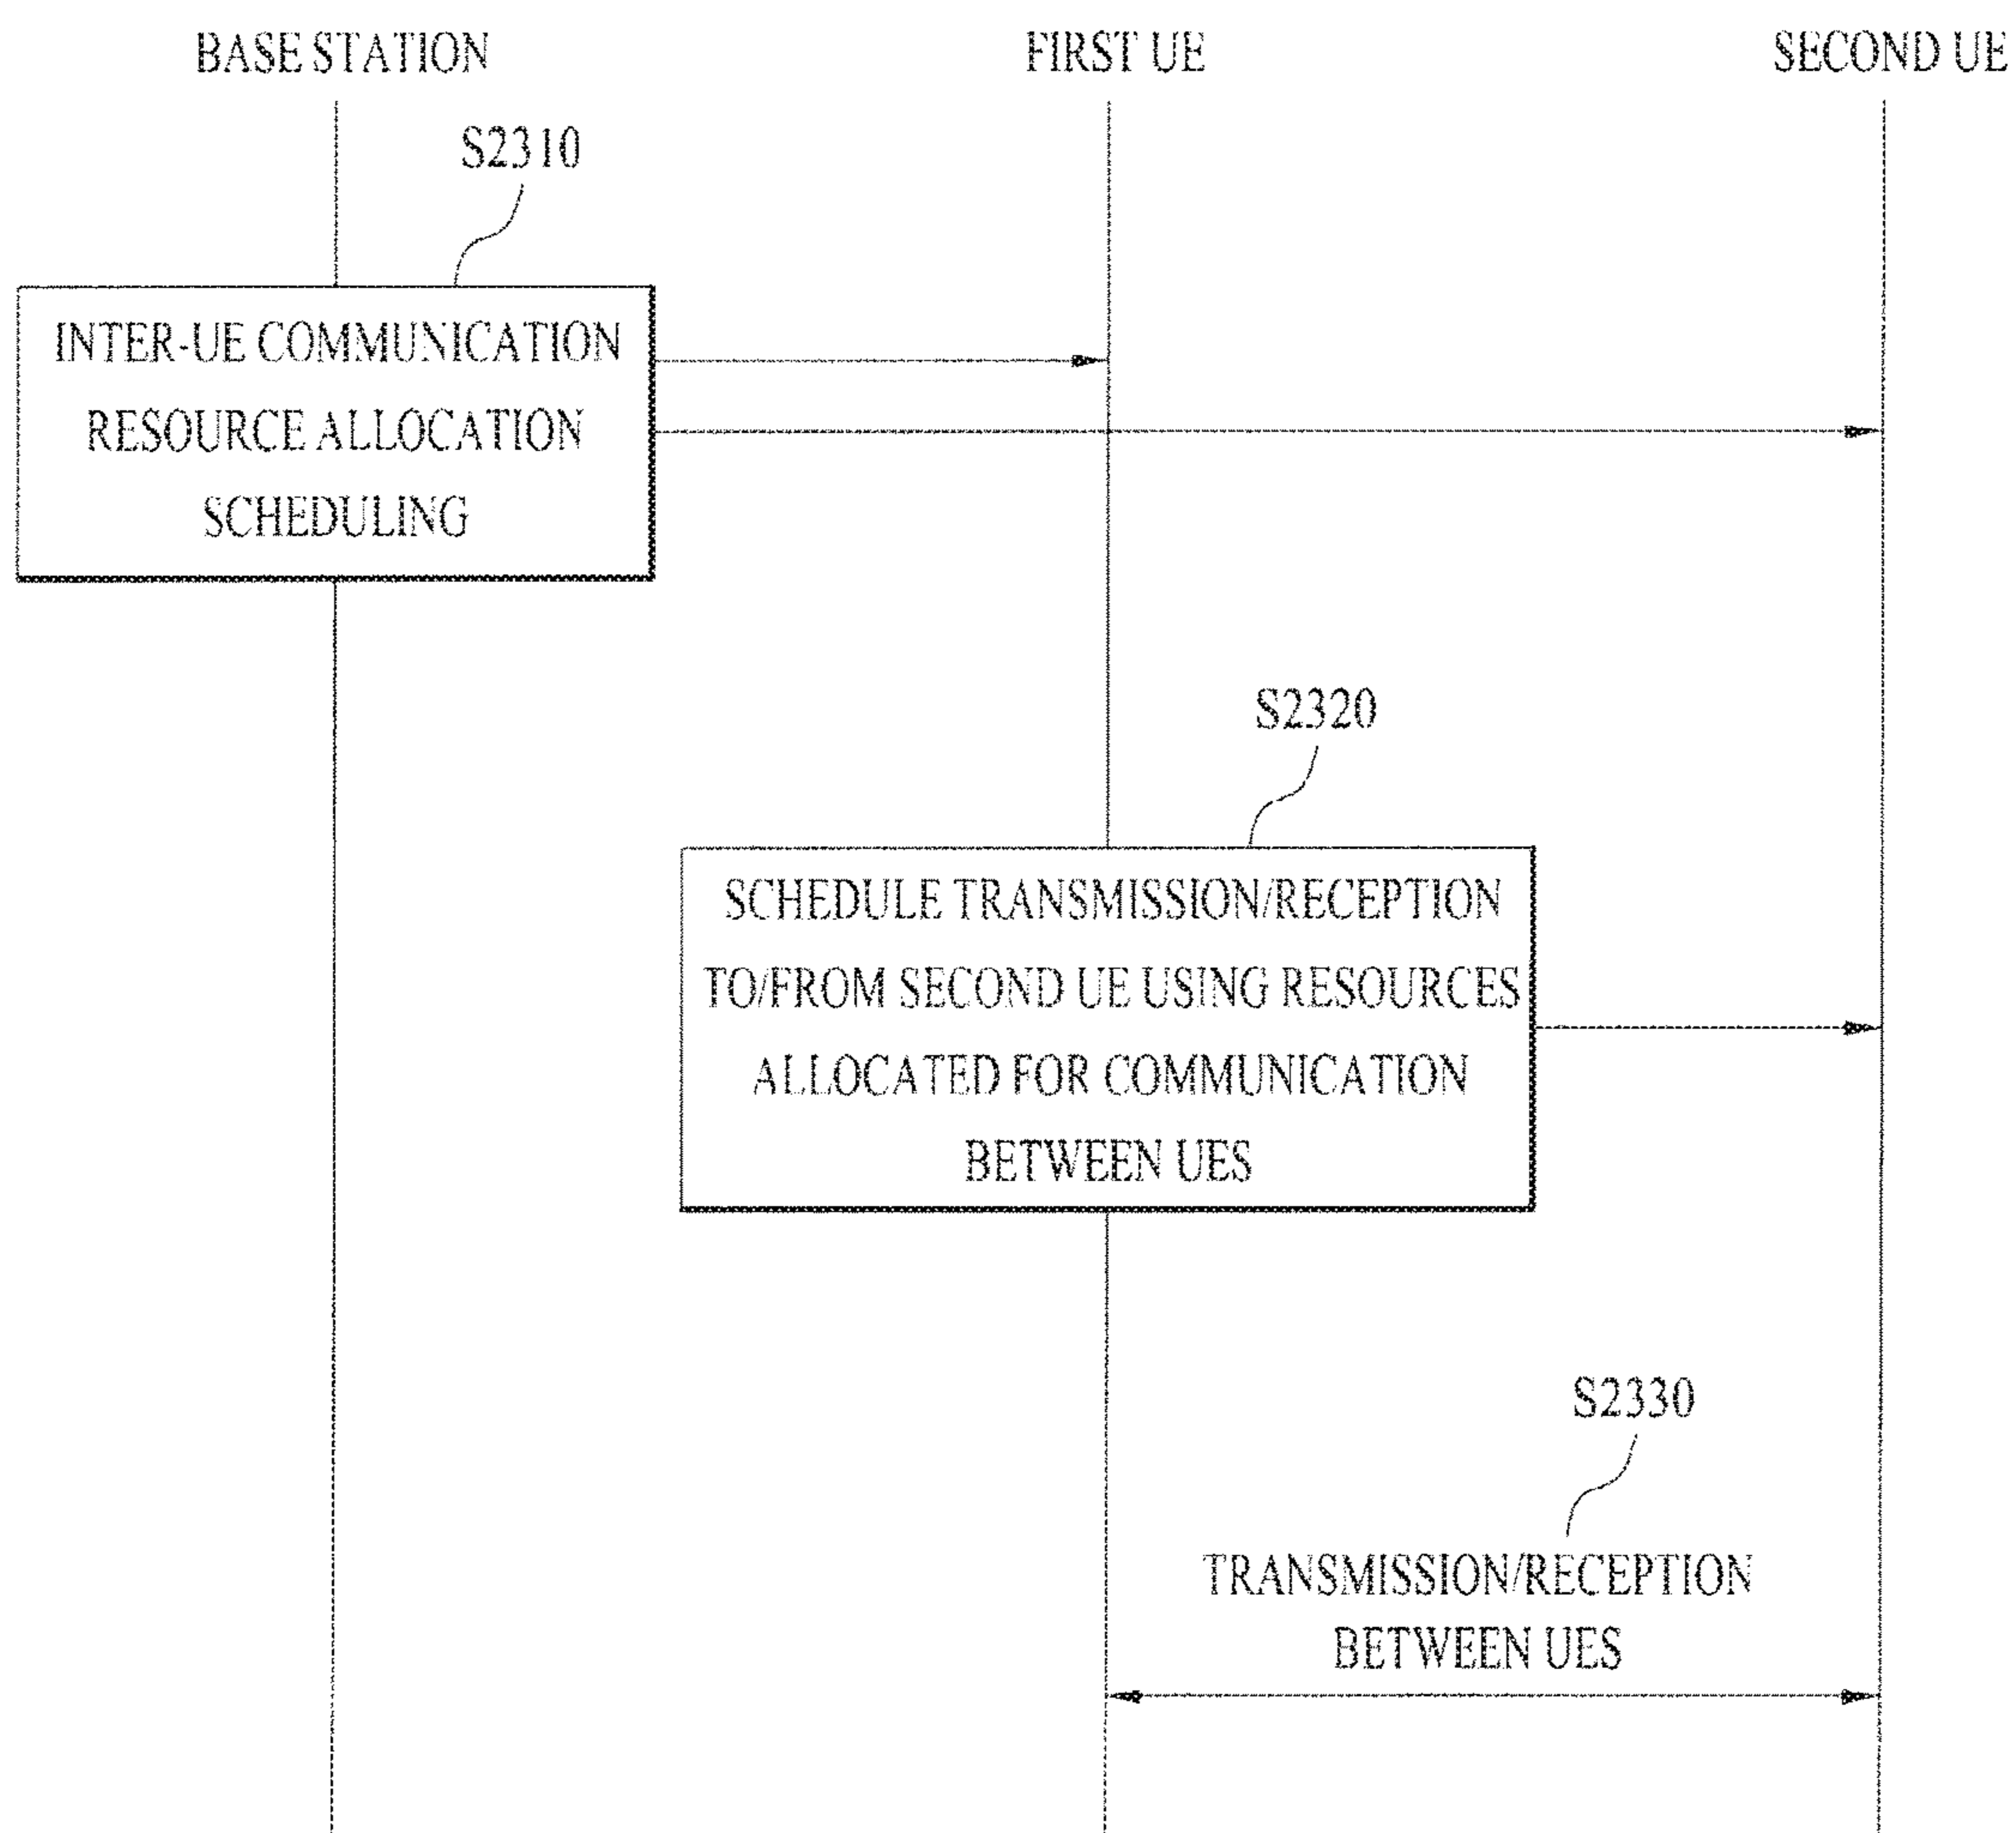 BASE STATION
FIRST UE
SECOND UE
S2310
INTER-UE COMMUNICATION
RESOURCE ALLOCATION
SCHEDULING
S2320
SCHEDULE TRANSMISSION/RECEPTION
TO/FROM SECOND UE USING RESOURCES
ALLOCATED FOR COMMUNICATION
BETWEEN UES
S2330
TRANSMISSION/RECEPTION
BETWEEN UES